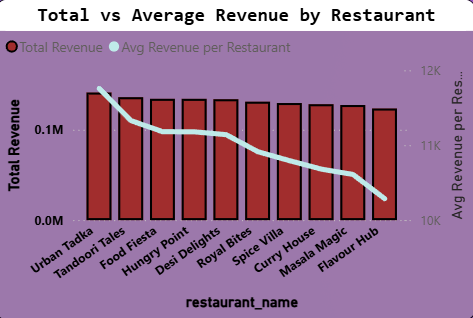 Total vs Average Revenue by Restaurant
Total Revenue Avg Revenue per Restaurant
Total Revenue
0.1M
0.0M
12K
11K
10K
Avg Revenue per Res...
Urban Tadka
Tandoori Tales
Food Fiesta
Hungry Point
Desi Delights
Royal Bites
Spice Villa
Curry House
Masala Magic
Flavour Hub
restaurant_name